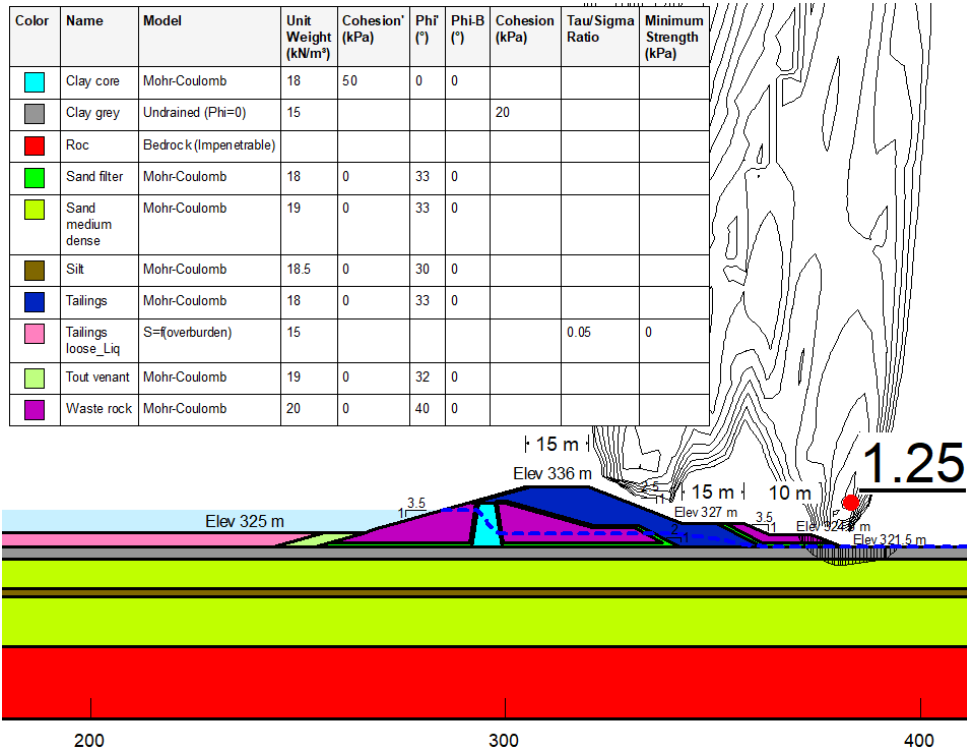 Color Name Model Unit Weight (kN/m³) Cohesion' (kPa) Phi' (°) Phi-B (°) Cohesion (kPa) Tau/Sigma Ratio Minimum Strength (kPa)
Clay core Mohr-Coulomb 18 50 0 0
Clay grey Undrained (Phi=0) 15 20
Roc Bedrock (Impenetrable)
Sand filter Mohr-Coulomb 18 0 33 0
Sand medium dense Mohr-Coulomb 19 0 33 0
Silt Mohr-Coulomb 18.5 0 30 0
Tailings Mohr-Coulomb 18 0 33 0
Tailings loose_Liq S=f(overburden) 15 0.05 0
Tout venant Mohr-Coulomb 19 0 32 0
Waste rock Mohr-Coulomb 20 0 40 0
15 m
1.25
Elev 336 m
15 m 10 m
3.5
1
Elev 325 m
Elev 327 m
3.5
1
2
1
Elev 321.5 m
200 300 400